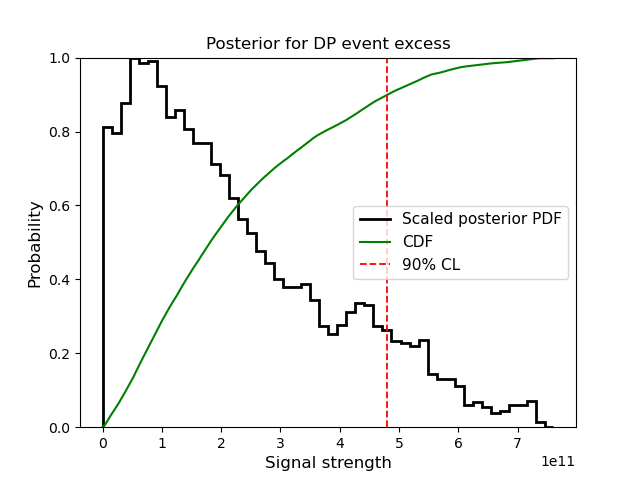 Posterior for DP event excess
Probability
1.0
0.8
0.6
0.4
0.2
0.0
Scaled posterior PDF
CDF
90% CL
0 1 2 3 4 5 6 7
1e11
Signal strength